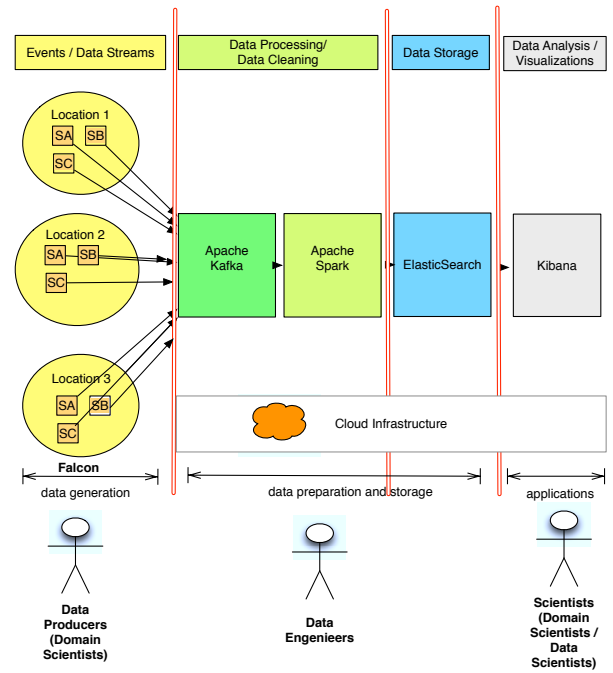 Events / Data Streams
Data Processing/
Data Cleaning
Data Storage
Data Analysis /
Visualizations
Location 1
SA
SB
SC
Location 2
SA
SB
SC
Location 3
SA
SB
SC
Apache
Kafka
Apache
Spark
ElasticSearch
Kibana
Cloud Infrastructure
Falcon
data generation
data preparation and storage
applications
Data
Producers
(Domain
Scientists)
Data
Engenieers
Scientists
(Domain
Scientists /
Data
Scientists)